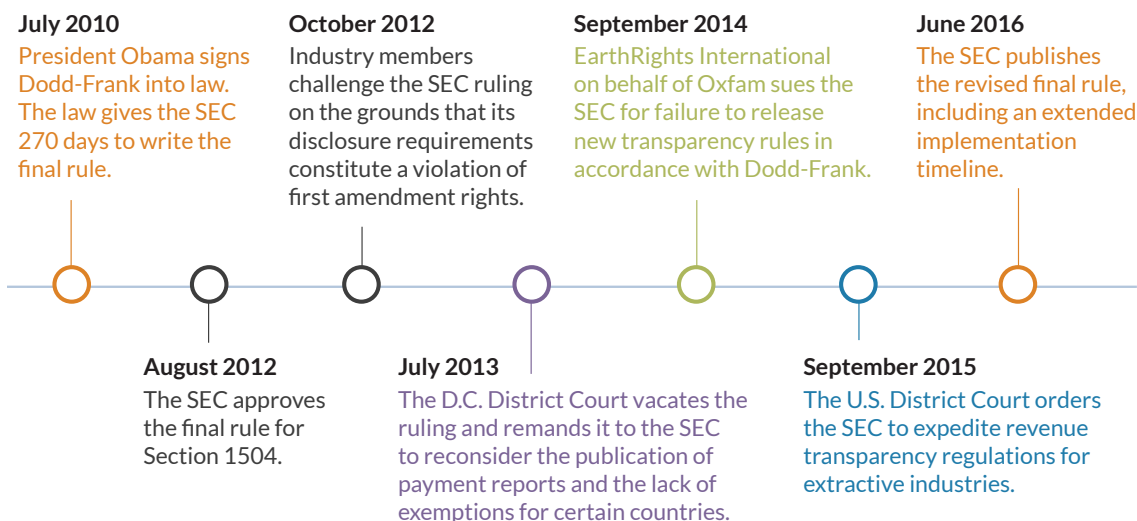 July 2010
President Obama signs
Dodd-Frank into law.
The law gives the SEC
270 days to write the
final rule.
August 2012
The SEC approves
the final rule for
Section 1504.
October 2012
Industry members
challenge the SEC ruling
on the grounds that its
disclosure requirements
constitute a violation of
first amendment rights.
July 2013
The D.C. District Court vacates the
ruling and remands it to the SEC
to reconsider the publication of
payment reports and the lack of
exemptions for certain countries.
September 2014
EarthRights International
on behalf of Oxfam sues the
SEC for failure to release
new transparency rules in
accordance with Dodd-Frank.
September 2015
The U.S. District Court orders
the SEC to expedite revenue
transparency regulations for
extractive industries.
June 2016
The SEC publishes
the revised final rule,
including an extended
implementation
timeline.